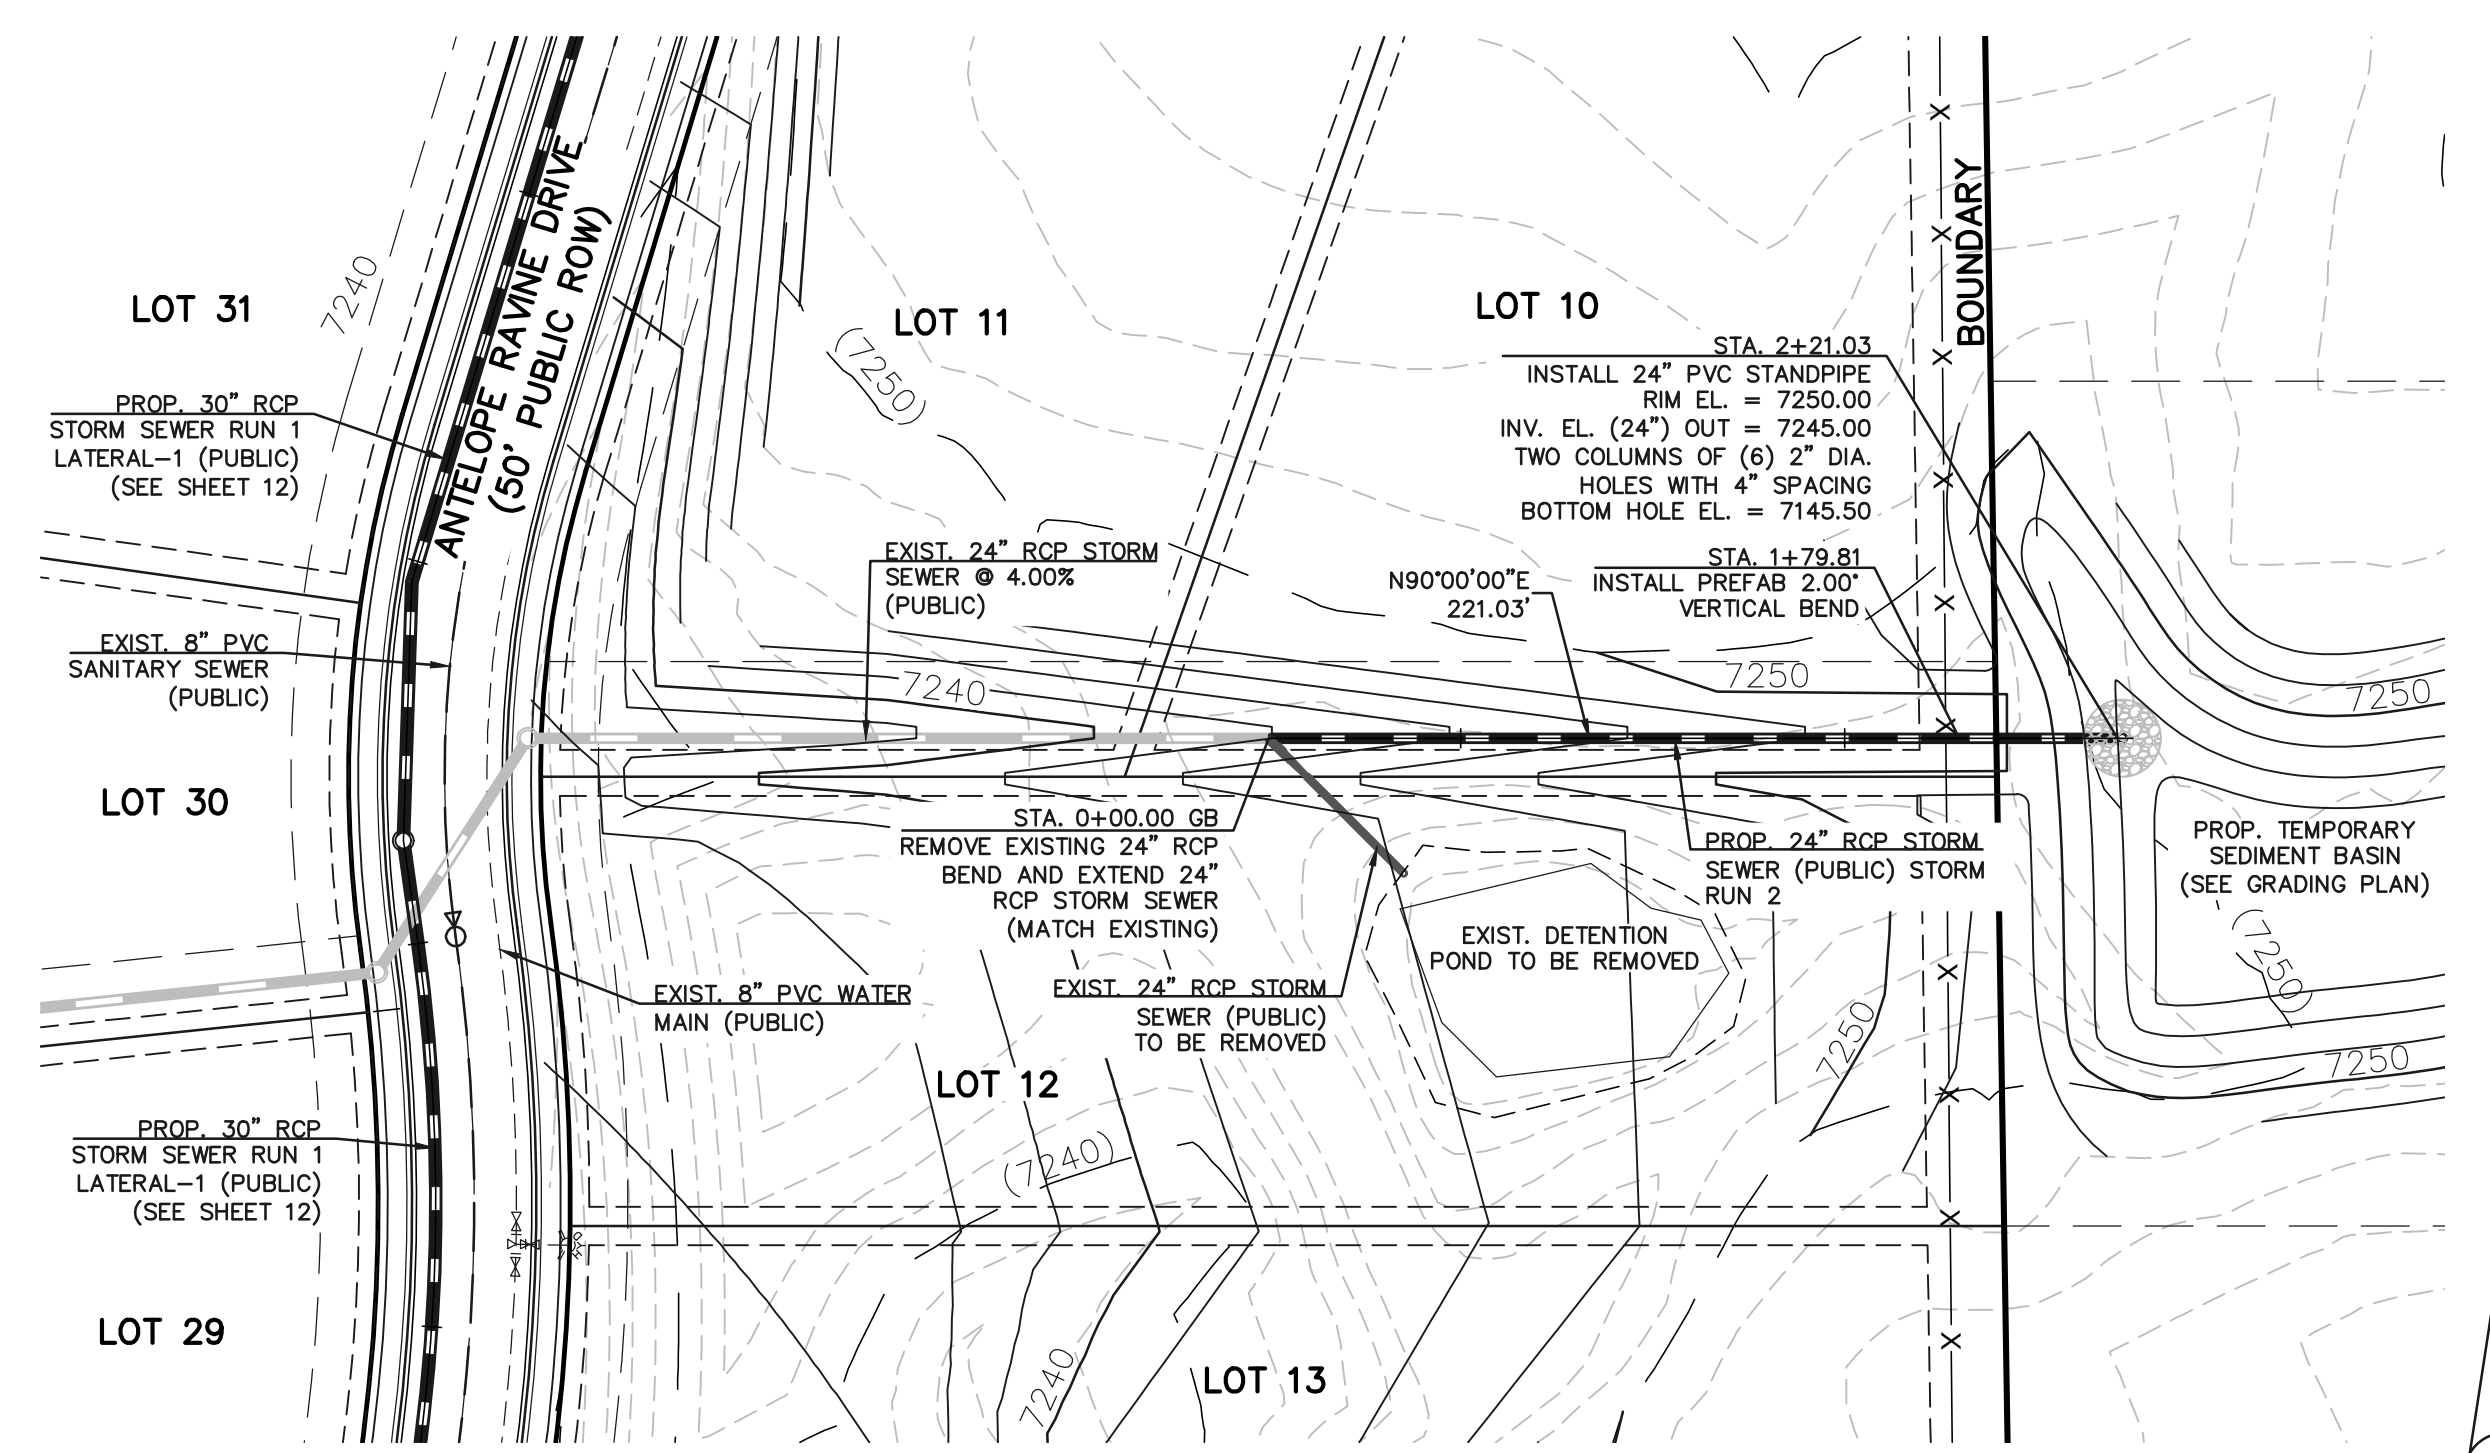 ANTELOPE RAVINE DRIVE
(50' PUBLIC ROW)
BOUNDARY
LOT 31
7240
LOT 11
(7250)
LOT 10
STA. 2+21.03
INSTALL 24" PVC STANDPIPE
RIM EL. = 7250.00
INV. EL. (24") OUT = 7245.00
TWO COLUMNS OF (6) 2" DIA.
HOLES WITH 4" SPACING
BOTTOM HOLE EL. = 7145.50
PROP. 30" RCP
STORM SEWER RUN 1
LATERAL-1 (PUBLIC)
(SEE SHEET 12)
EXIST. 24" RCP STORM
SEWER @ 4.00%
(PUBLIC)
N90°00'00"E
221.03'
STA. 1+79.81
INSTALL PREFAB 2.00°
VERTICAL BEND
EXIST. 8" PVC
SANITARY SEWER
(PUBLIC)
7240
7250
7250
LOT 30
STA. 0+00.00 GB
REMOVE EXISTING 24" RCP
BEND AND EXTEND 24"
RCP STORM SEWER
(MATCH EXISTING)
PROP. 24" RCP STORM
SEWER (PUBLIC) STORM
RUN 2
PROP. TEMPORARY
SEDIMENT BASIN
(SEE GRADING PLAN)
(7250)
EXIST. DETENTION
POND TO BE REMOVED
EXIST. 8" PVC WATER
MAIN (PUBLIC)
EXIST. 24" RCP STORM
SEWER (PUBLIC)
TO BE REMOVED
7250
7250
LOT 12
PROP. 30" RCP
STORM SEWER RUN 1
LATERAL-1 (PUBLIC)
(SEE SHEET 12)
(7240)
LOT 29
7240
LOT 13
X
X
X
X
X
X
X
X
X
X